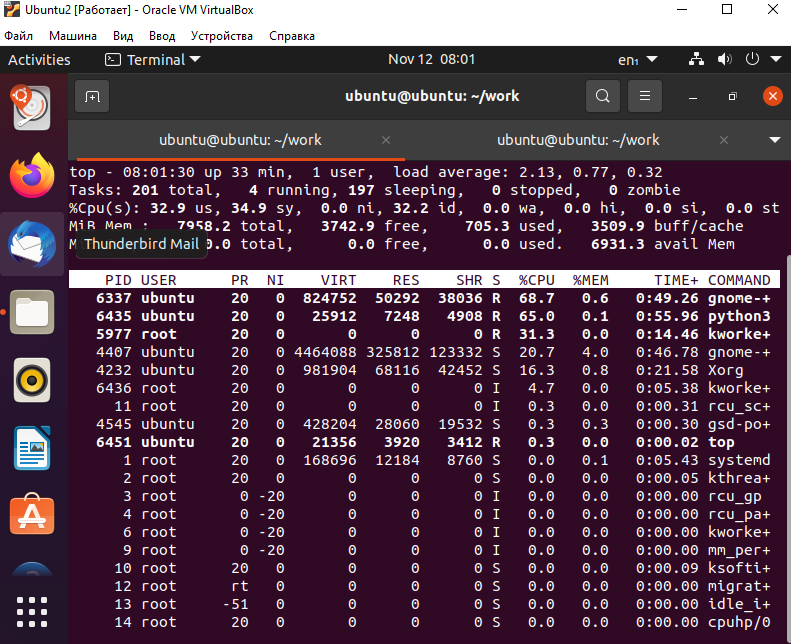 Ubuntu2 [Работает] - Oracle VM VirtualBox
Файл Машина Вид Ввод Устройства Справка
Activities Terminal Nov 12 08:01 en₁
ubuntu@ubuntu: ~/work
ubuntu@ubuntu: ~/work ubuntu@ubuntu: ~/work
top - 08:01:30 up 33 min, 1 user, load average: 2.13, 0.77, 0.32
Tasks: 201 total, 4 running, 197 sleeping, 0 stopped, 0 zombie
%Cpu(s): 32.9 us, 34.9 sy, 0.0 ni, 32.2 id, 0.0 wa, 0.0 hi, 0.0 si, 0.0 st
MiB Mem : 7958.2 total, 3742.9 free, 705.3 used, 3509.9 buff/cache
M 0.0 total, 0.0 free, 0.0 used. 6931.3 avail Mem
Thunderbird Mail
PID USER PR NI VIRT RES SHR S %CPU %MEM TIME+ COMMAND
6337 ubuntu 20 0 824752 50292 38036 R 68.7 0.6 0:49.26 gnome-+
6435 ubuntu 20 0 25912 7248 4908 R 65.0 0.1 0:55.96 python3
5977 root 20 0 0 0 0 R 31.3 0.0 0:14.46 kworke+
4407 ubuntu 20 0 4464088 325812 123332 S 20.7 4.0 0:46.78 gnome-+
4232 ubuntu 20 0 981904 68116 42452 S 16.3 0.8 0:21.58 Xorg
6436 root 20 0 0 0 0 I 4.7 0.0 0:05.38 kworke+
11 root 20 0 0 0 0 I 0.3 0.0 0:00.31 rcu_sc+
4545 ubuntu 20 0 428204 28060 19532 S 0.3 0.3 0:00.30 gsd-po+
6451 ubuntu 20 0 21356 3920 3412 R 0.3 0.0 0:00.02 top
1 root 20 0 168696 12184 8760 S 0.0 0.1 0:05.43 systemd
2 root 20 0 0 0 0 S 0.0 0.0 0:00.05 kthrea+
3 root 0 -20 0 0 0 I 0.0 0.0 0:00.00 rcu_gp
4 root 0 -20 0 0 0 I 0.0 0.0 0:00.00 rcu_pa+
6 root 0 -20 0 0 0 I 0.0 0.0 0:00.00 kworke+
9 root 0 -20 0 0 0 I 0.0 0.0 0:00.00 mm_per+
10 root 20 0 0 0 0 S 0.0 0.0 0:00.09 ksofti+
12 root rt 0 0 0 0 S 0.0 0.0 0:00.00 migrat+
13 root -51 0 0 0 0 S 0.0 0.0 0:00.00 idle_i+
14 root 20 0 0 0 0 S 0.0 0.0 0:00.00 cpuhp/0